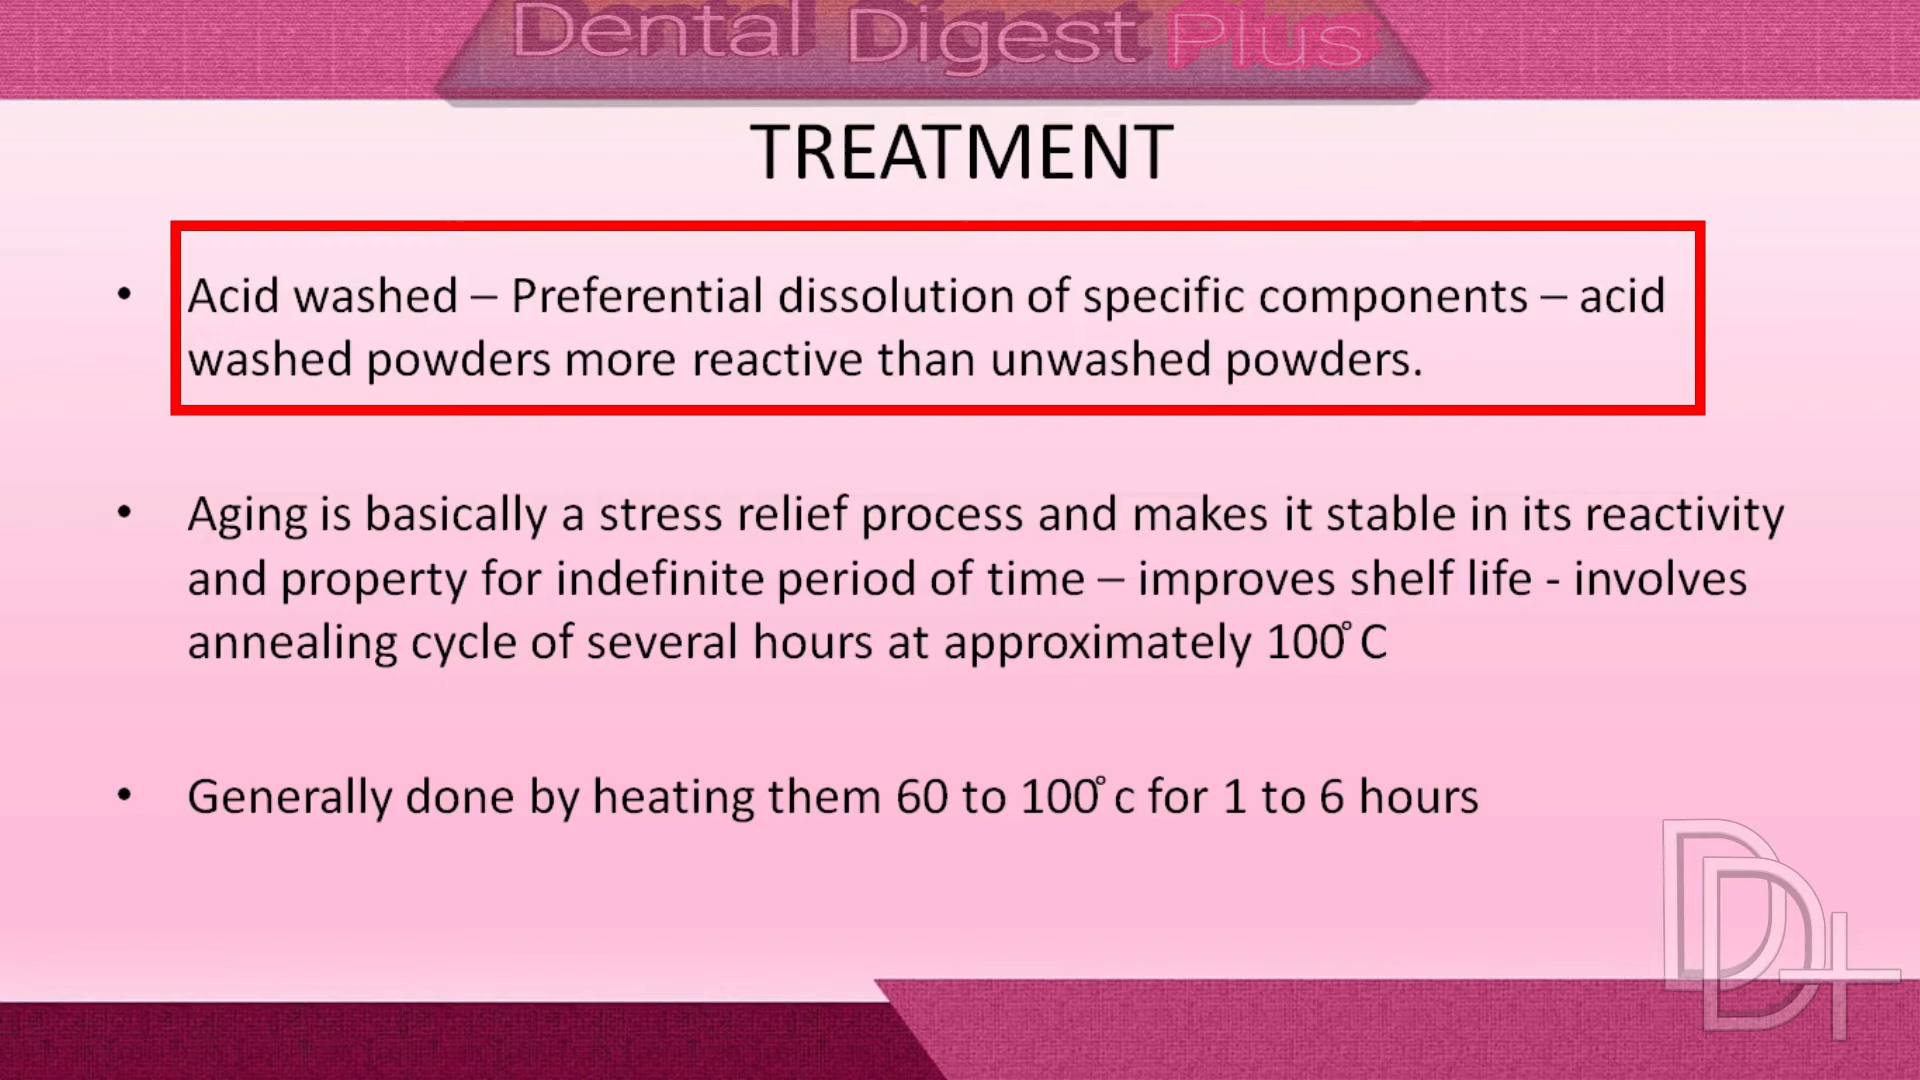 Dental Digest Plus
TREATMENT
• Acid washed – Preferential dissolution of specific components – acid
washed powders more reactive than unwashed powders.
• Aging is basically a stress relief process and makes it stable in its reactivity
and property for indefinite period of time – improves shelf life - involves
annealing cycle of several hours at approximately 100° C
• Generally done by heating them 60 to 100° c for 1 to 6 hours
DD+